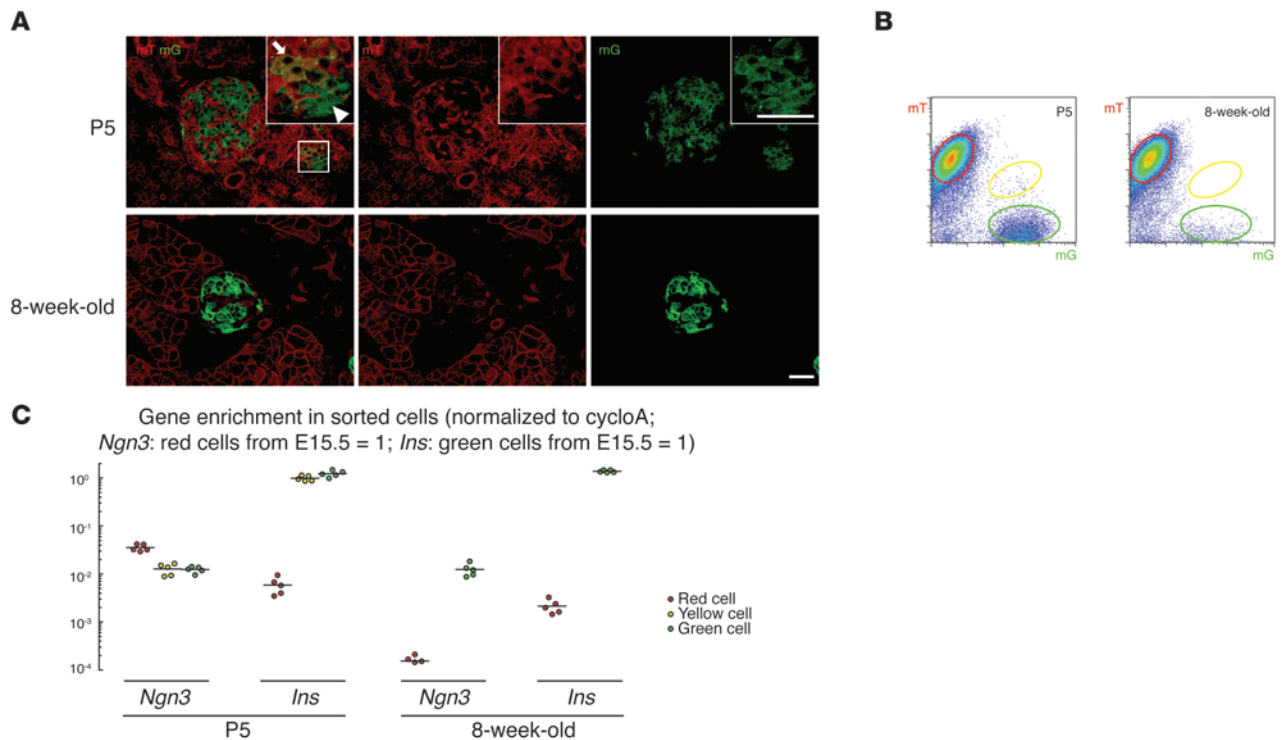 A
B
mT mG
mT
mG
P5
8-week-old
mT
P5
mG
mT
8-week-old
mG
C
Gene enrichment in sorted cells (normalized to cycloA;
Ngn3: red cells from E15.5 = 1; Ins: green cells from E15.5 = 1)
10⁰
10⁻¹
10⁻²
10⁻³
10⁻⁴
Red cell
Yellow cell
Green cell
Ngn3
Ins
Ngn3
Ins
P5
8-week-old